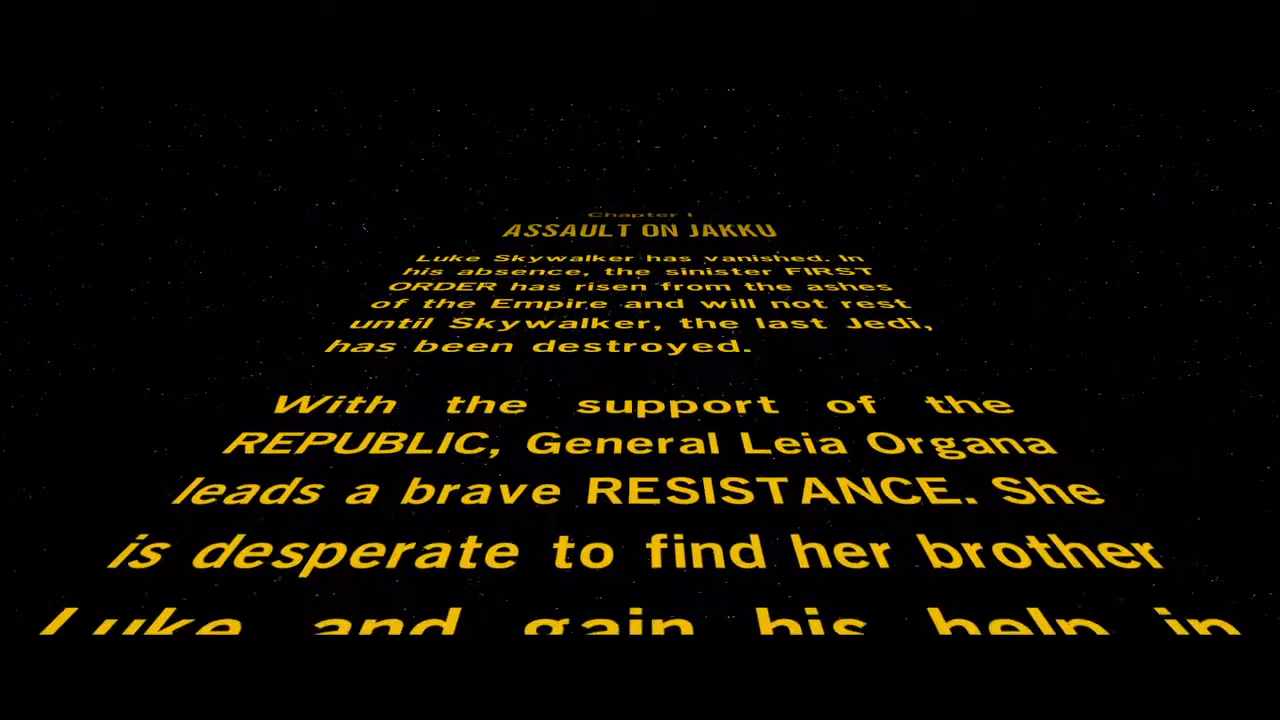 Chapter I
ASSAULT ON JAKKU
Luke Skywalker has vanished. In
his absence, the sinister FIRST
ORDER has risen from the ashes
of the Empire and will not rest
until Skywalker, the last Jedi,
has been destroyed.
With the support of the
REPUBLIC, General Leia Organa
leads a brave RESISTANCE. She
is desperate to find her brother
Luke and gain his help in